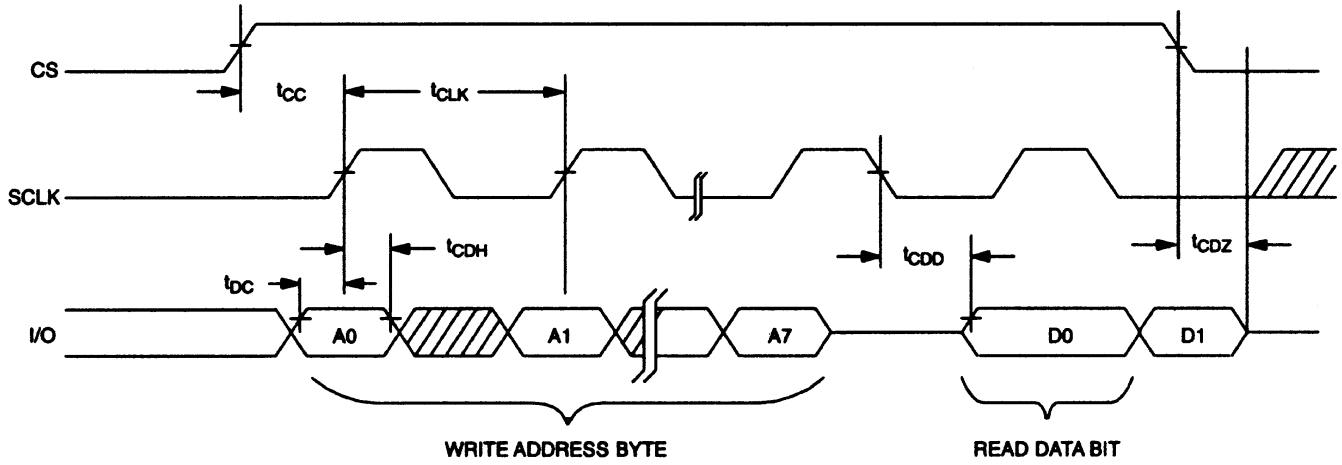 CS
tCC
tCLK
SCLK
tCDH
tCDD
tCDZ
tDC
I/O
A0
A1
A7
D0
D1
WRITE ADDRESS BYTE
READ DATA BIT